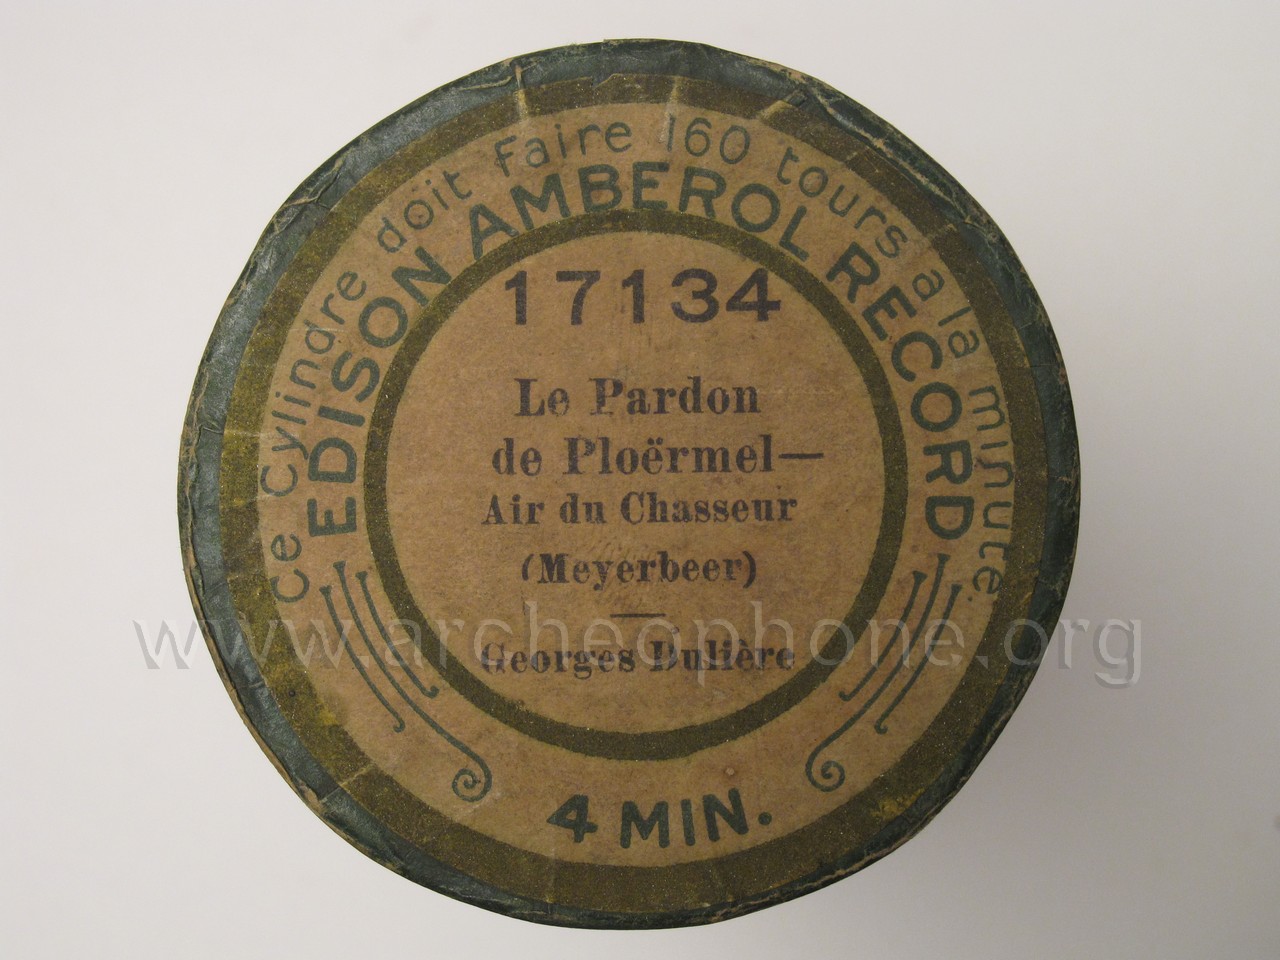 ce Cylindre doit faire 160 tours a la minute.
EDISON AMBEROL RECORD
17134
Le Pardon
de Ploërmel—
Air du Chasseur
(Meyerbeer)
Georges Dulière
4 MIN.
www.archeophone.org